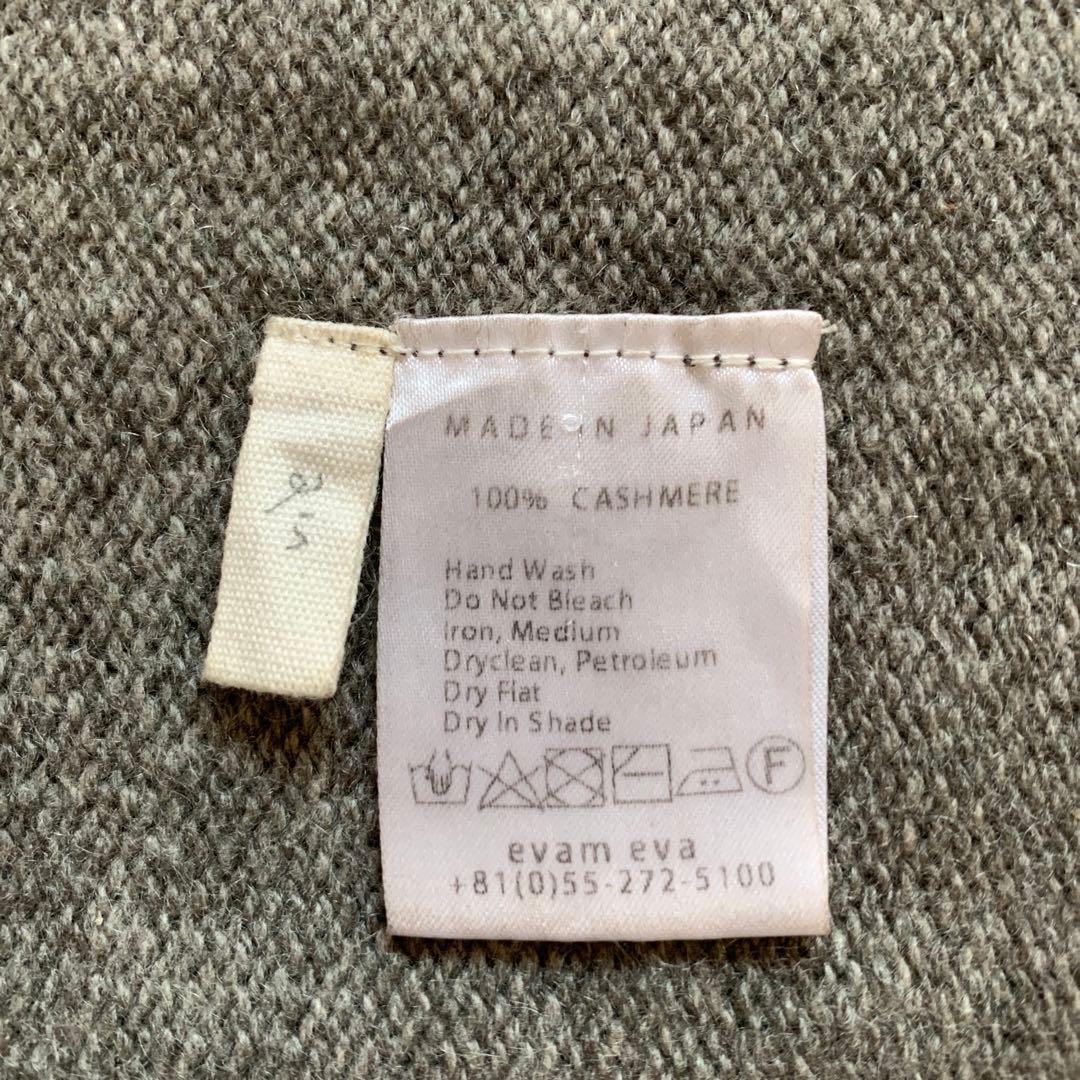 MADE IN JAPAN
100% CASHMERE
Hand Wash
Do Not Bleach
Iron, Medium
Dryclean, Petroleum
Dry Flat
Dry In Shade
F
evam eva
+81(0)55-272-5100